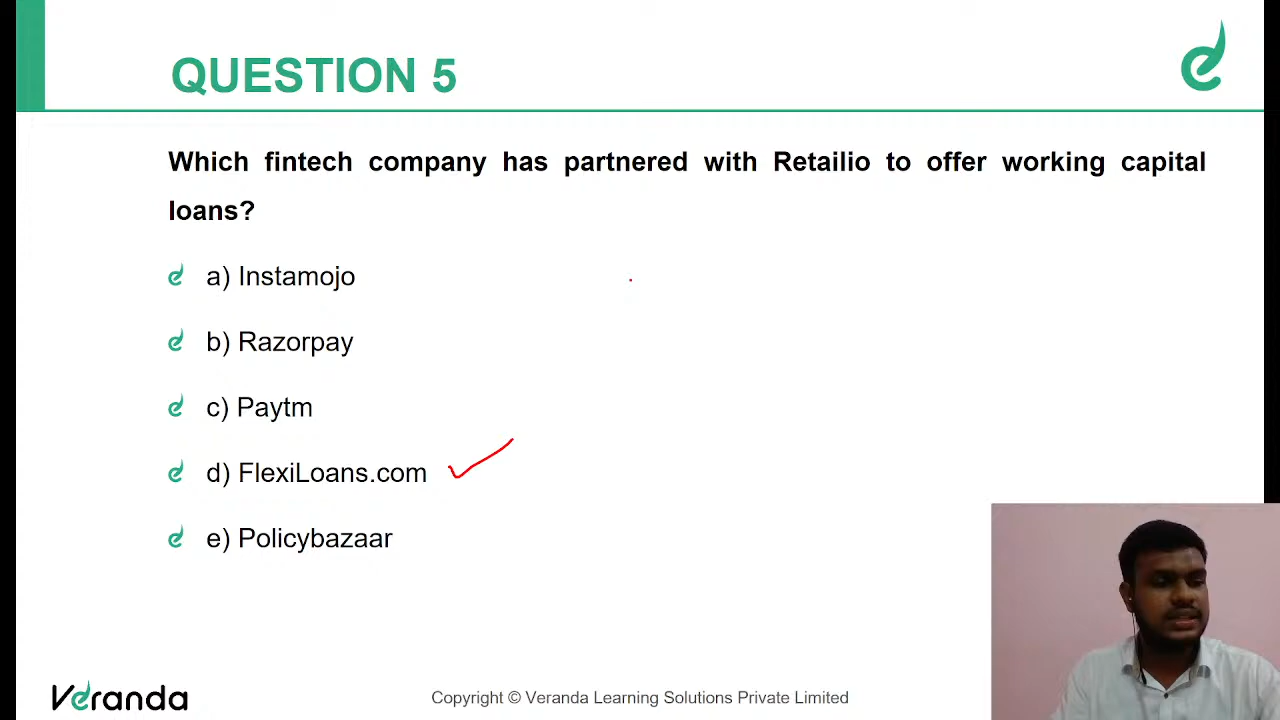 QUESTION 5
Which fintech company has partnered with Retailio to offer working capital
loans?
a) Instamojo
b) Razorpay
c) Paytm
d) FlexiLoans.com
e) Policybazaar
Veranda
Copyright © Veranda Learning Solutions Private Limited